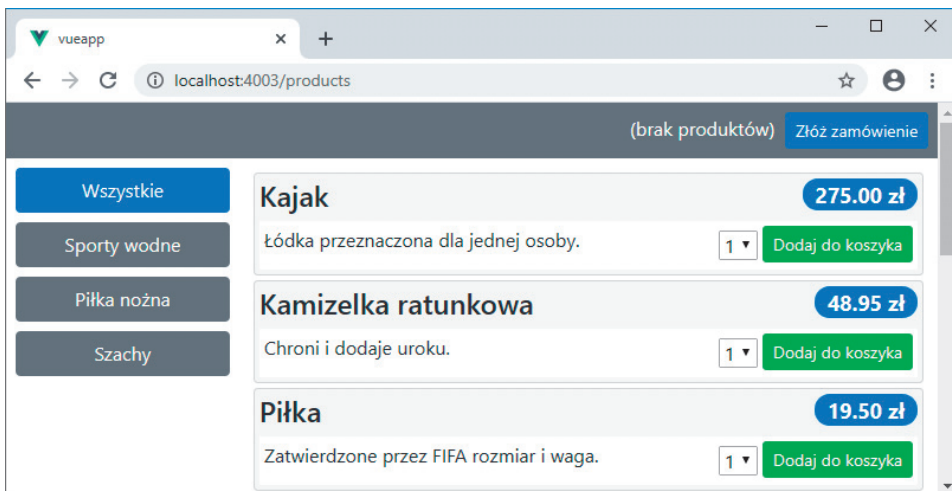 vueapp
localhost:4003/products
(brak produktów) Złóż zamówienie
Wszystkie
Sporty wodne
Piłka nożna
Szachy
Kajak 275.00 zł
Łódka przeznaczona dla jednej osoby. 1 Dodaj do koszyka
Kamizelka ratunkowa 48.95 zł
Chroni i dodaje uroku. 1 Dodaj do koszyka
Piłka 19.50 zł
Zatwierdzone przez FIFA rozmiar i waga. 1 Dodaj do koszyka